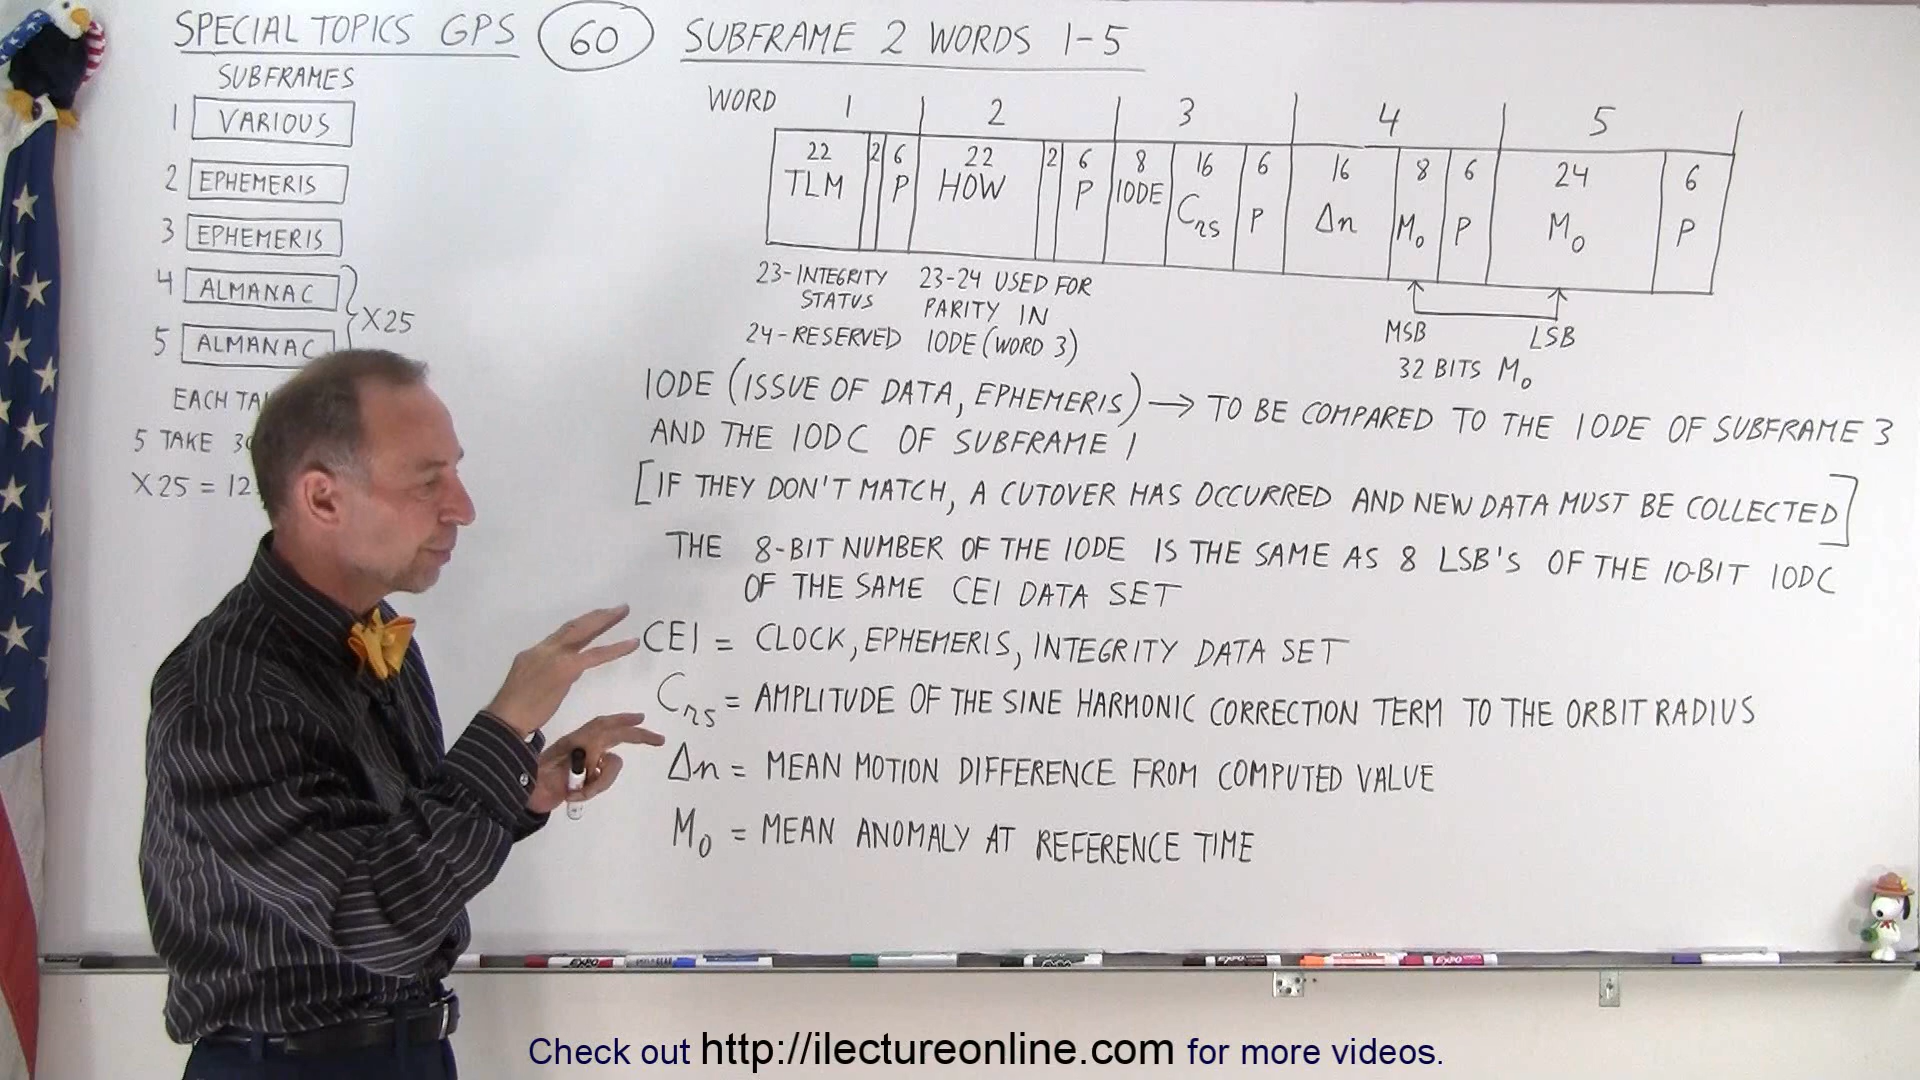 SPECIAL TOPICS GPS 60 SUBFRAME 2 WORDS 1-5
SUBFRAMES
1 VARIOUS
2 EPHEMERIS
3 EPHEMERIS
4 ALMANAC
5 ALMANAC
X25
EACH
5 TAKE
X25 = 12
WORD 1 2 3 4 5
22 2 6 22 2 6 8 16 6 16 8 6 24 6
TLM P HOW P IODE Crs P Δn M0 P M0 P
23-INTEGRITY STATUS
24-RESERVED
23-24 USED FOR
PARITY IN
IODE (WORD 3)
MSB LSB
32 BITS M0
IODE (ISSUE OF DATA, EPHEMERIS) → TO BE COMPARED TO THE IODE OF SUBFRAME 3
AND THE IODC OF SUBFRAME 1
[IF THEY DON'T MATCH, A CUTOVER HAS OCCURRED AND NEW DATA MUST BE COLLECTED]
THE 8-BIT NUMBER OF THE IODE IS THE SAME AS 8 LSB'S OF THE 10-BIT IODC
OF THE SAME CEI DATA SET
CEI = CLOCK, EPHEMERIS, INTEGRITY DATA SET
Crs = AMPLITUDE OF THE SINE HARMONIC CORRECTION TERM TO THE ORBIT RADIUS
Δn = MEAN MOTION DIFFERENCE FROM COMPUTED VALUE
M0 = MEAN ANOMALY AT REFERENCE TIME
EXPO
EXPO
EXPO
Check out http://ilectureonline.com for more videos.